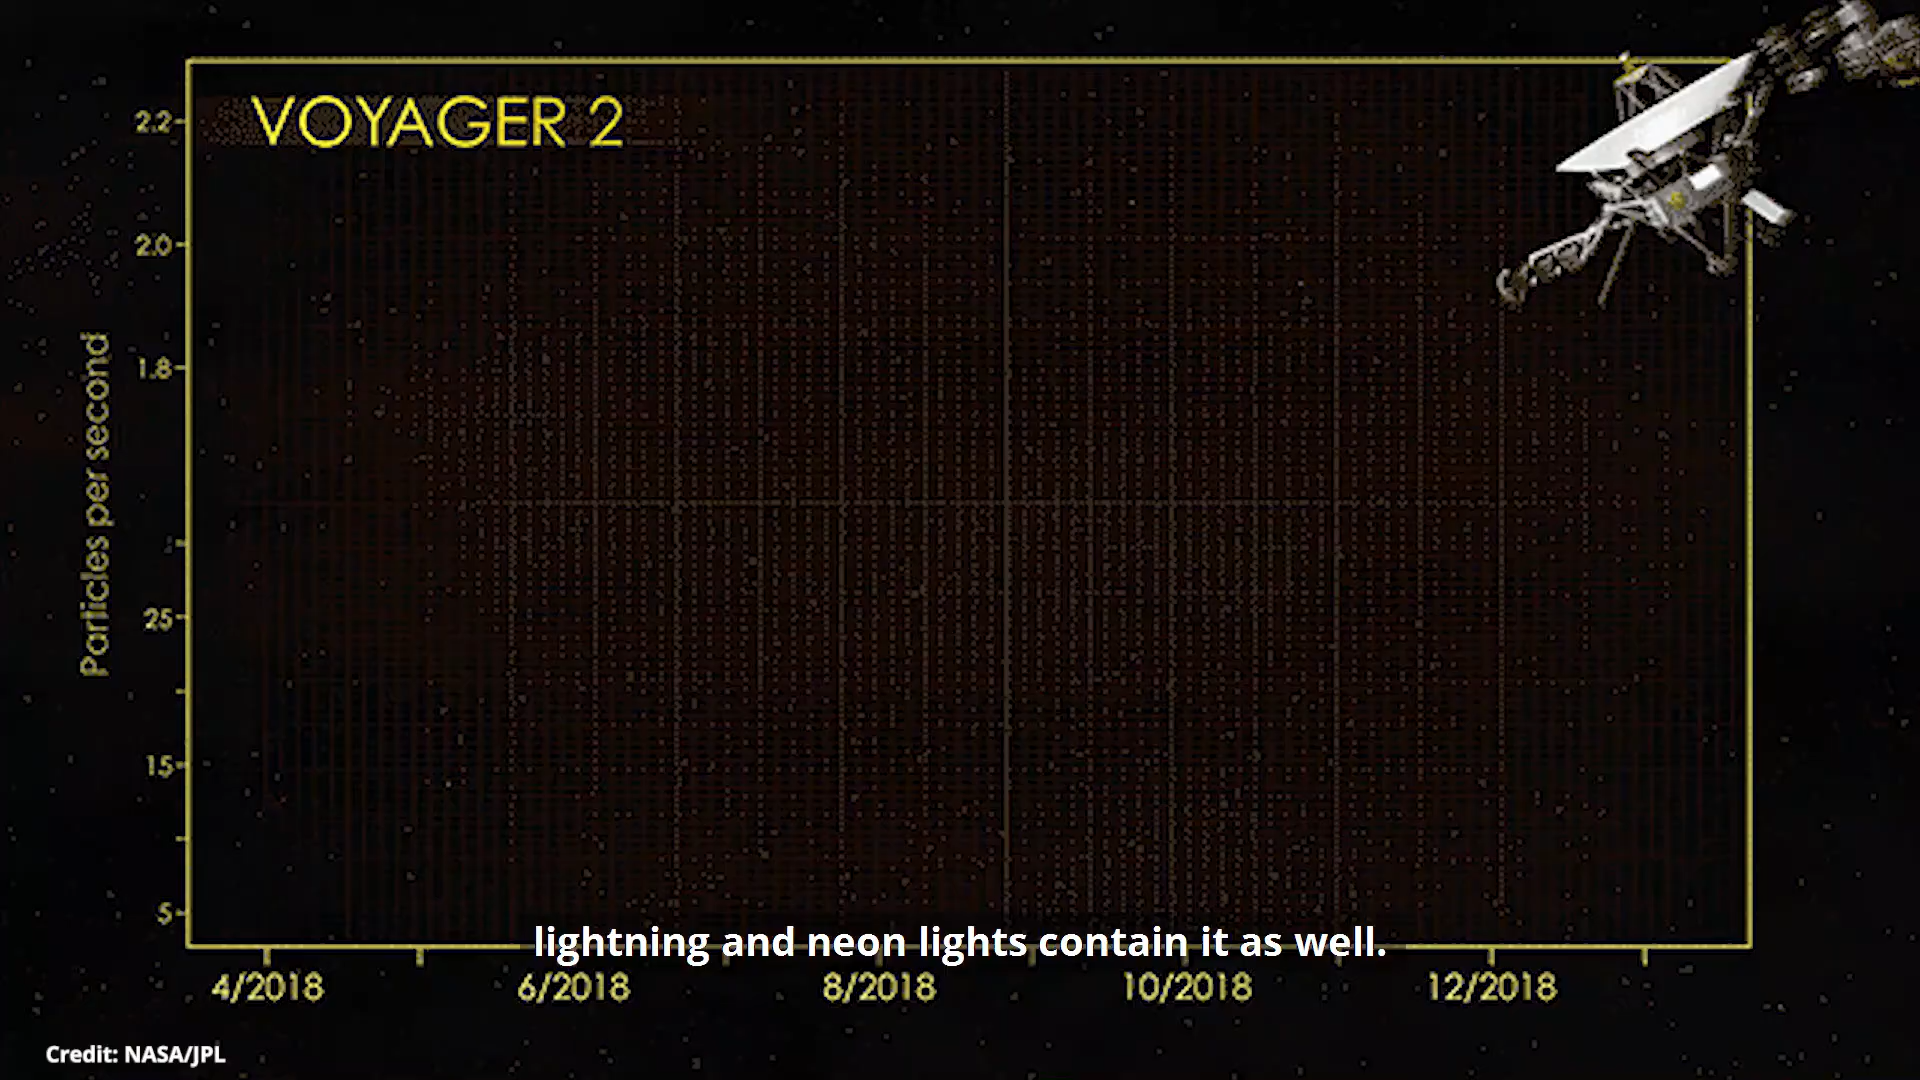 VOYAGER 2
2.2
2.0
1.8
25
15
5
Particles per second
lightning and neon lights contain it as well.
4/2018 6/2018 8/2018 10/2018 12/2018
Credit: NASA/JPL